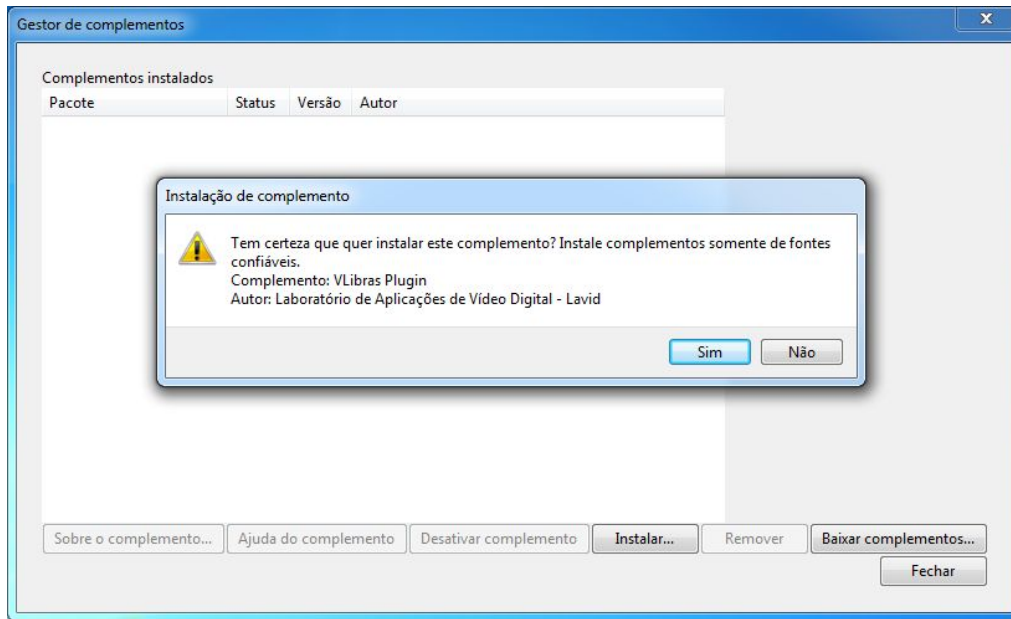 Gestor de complementos
Complementos instalados
Pacote Status Versão Autor
Instalação de complemento
Tem certeza que quer instalar este complemento? Instale complementos somente de fontes
confiáveis.
Complemento: VLibras Plugin
Autor: Laboratório de Aplicações de Vídeo Digital - Lavid
Sim Não
Sobre o complemento... Ajuda do complemento Desativar complemento Instalar... Remover Baixar complementos...
Fechar